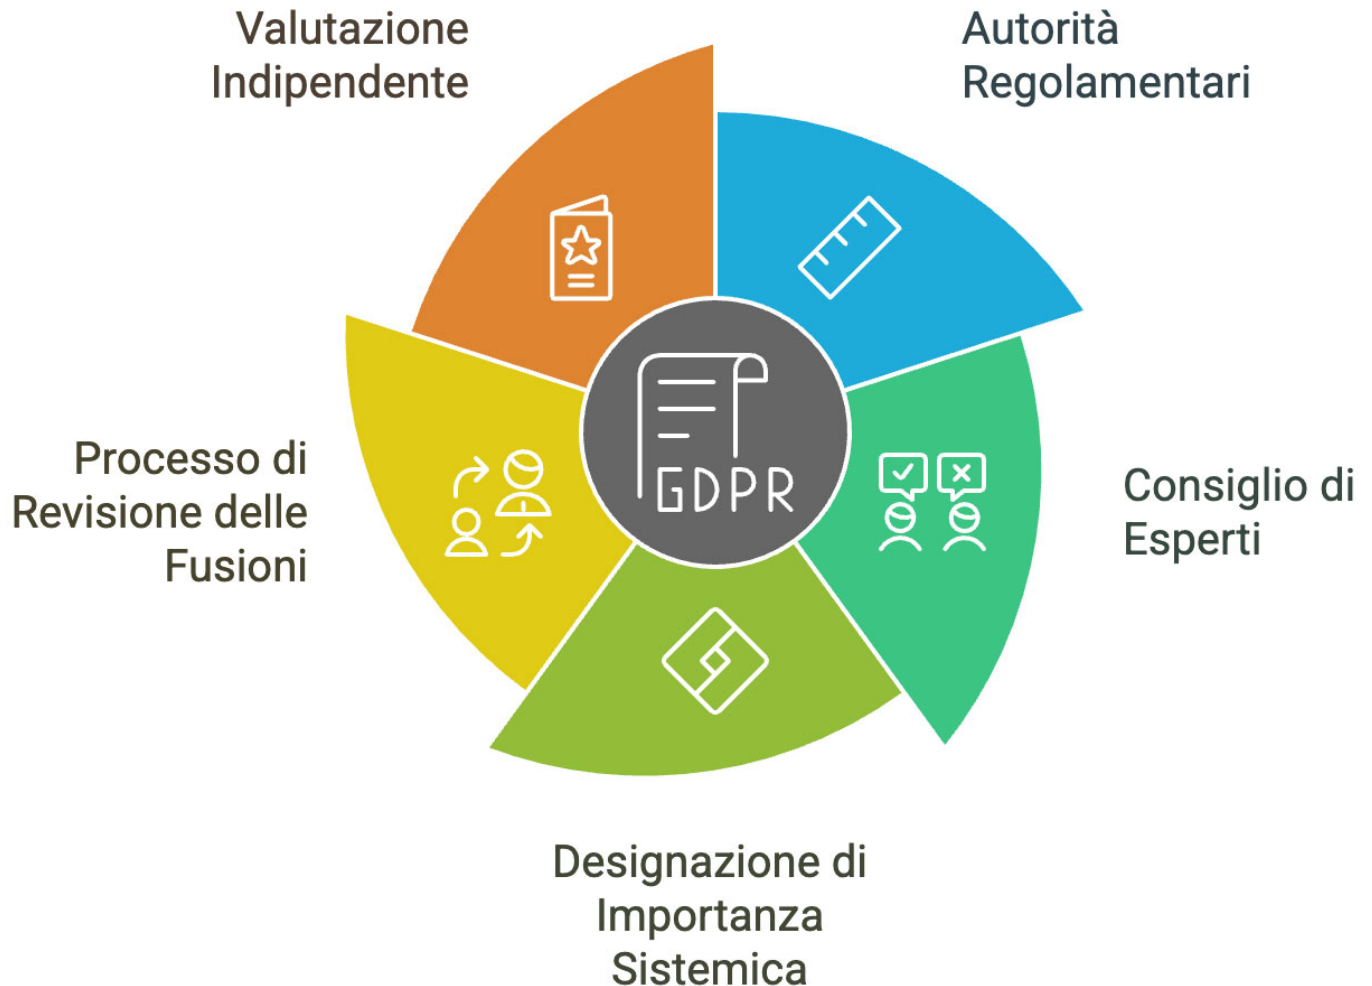 Valutazione
Indipendente
Autorità
Regolamentari
Processo di
Revisione delle
Fusioni
GDPR
Consiglio di
Esperti
Designazione di
Importanza
Sistemica